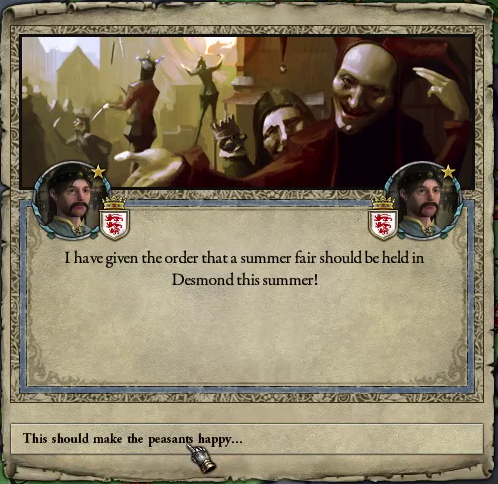 I have given the order that a summer fair should be held in
Desmond this summer!
This should make the peasants happy...